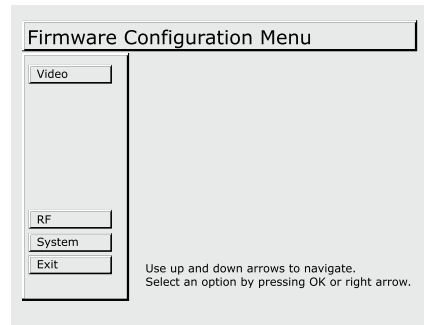 Firmware Configuration Menu
Video
RF
System
Exit
Use up and down arrows to navigate.
Select an option by pressing OK or right arrow.